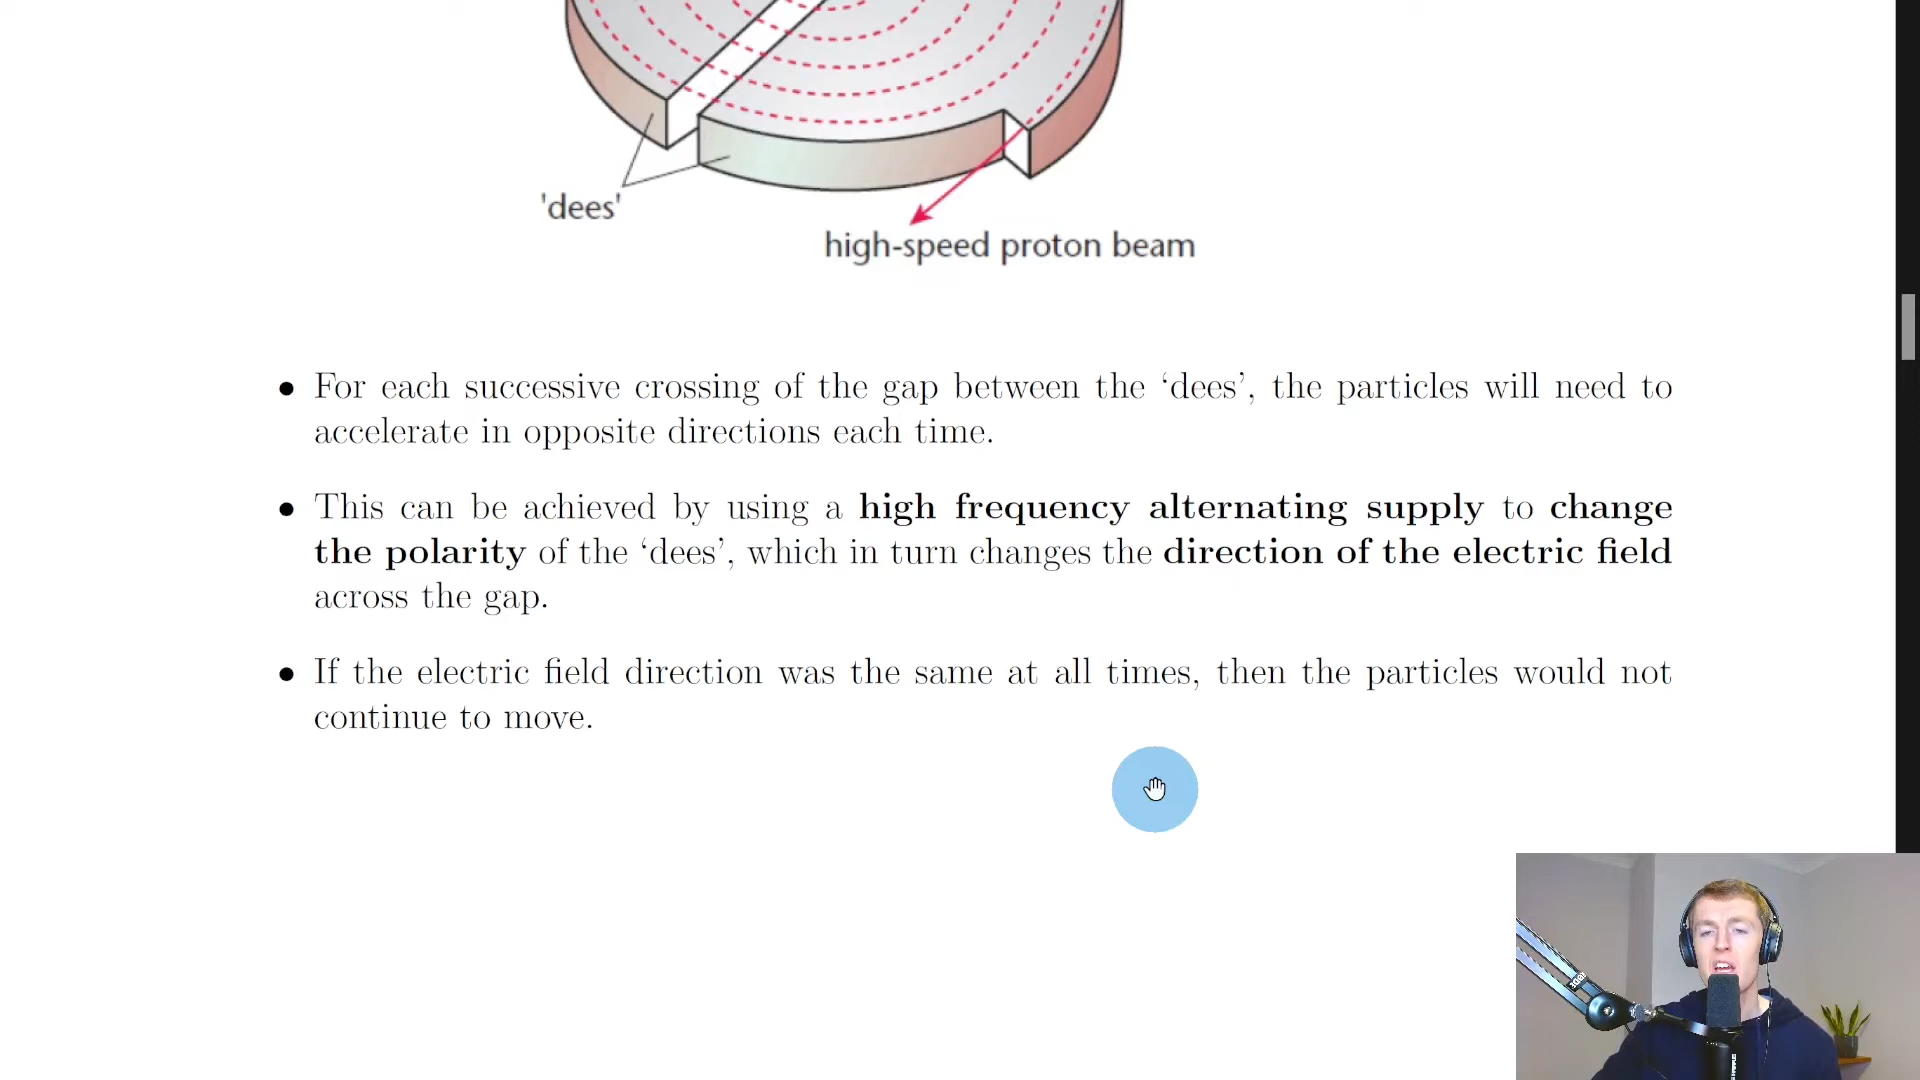 'dees'
high-speed proton beam
• For each successive crossing of the gap between the ‘dees’, the particles will need to
accelerate in opposite directions each time.
• This can be achieved by using a high frequency alternating supply to change
the polarity of the ‘dees’, which in turn changes the direction of the electric field
across the gap.
• If the electric field direction was the same at all times, then the particles would not
continue to move.
RODE